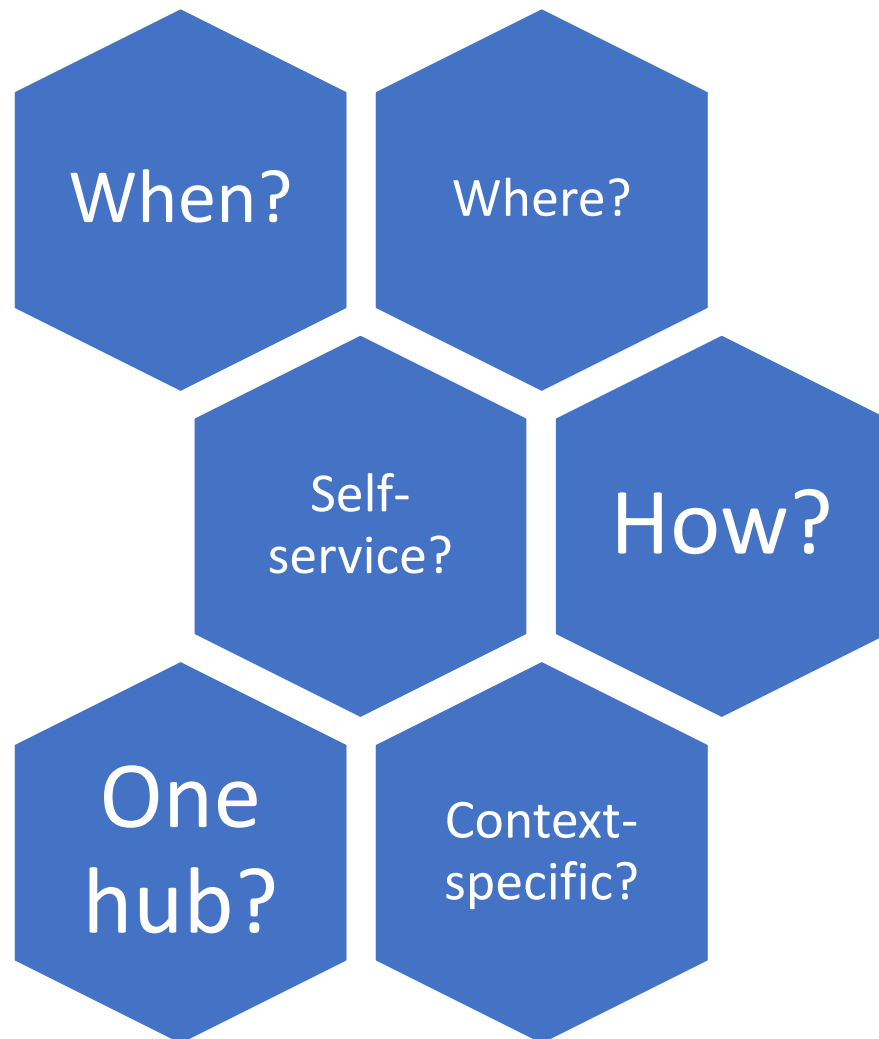 When?
Where?
Self-
service?
How?
One
hub?
Context-
specific?